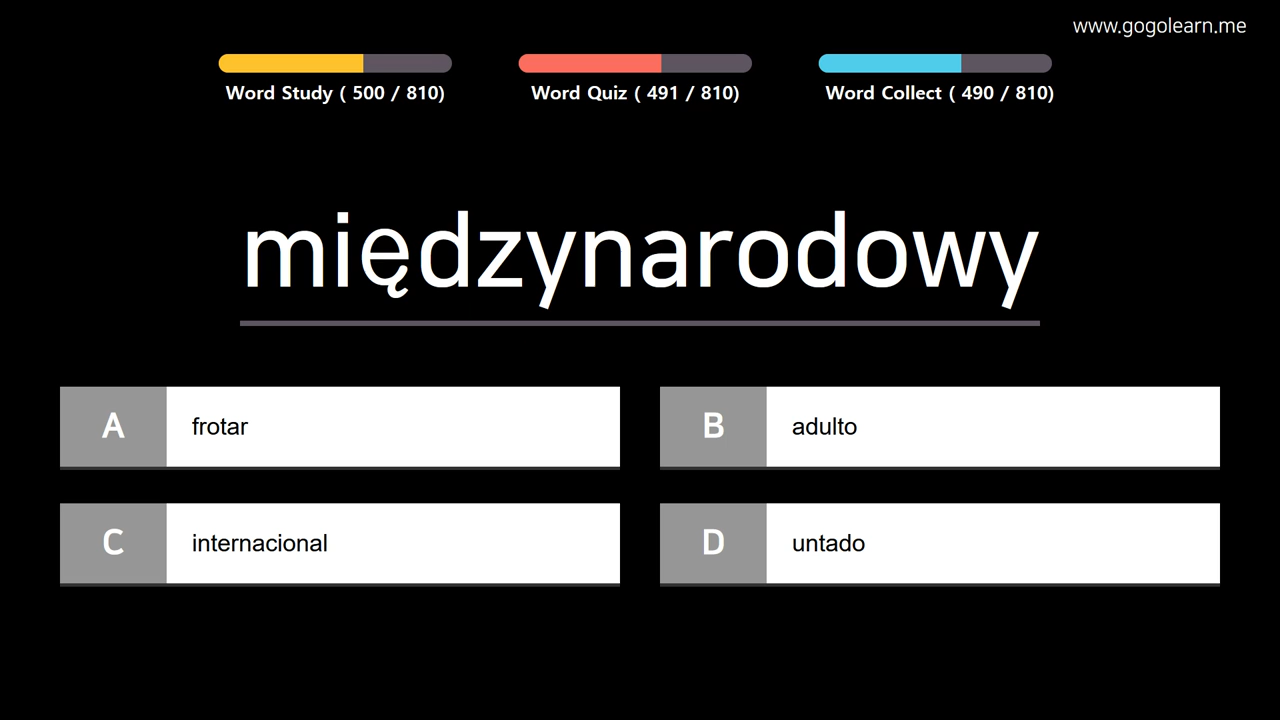 www.gogolearn.me
Word Study ( 500 / 810)
Word Quiz ( 491 / 810)
Word Collect ( 490 / 810)
międzynarodowy
A frotar
B adulto
C internacional
D untado